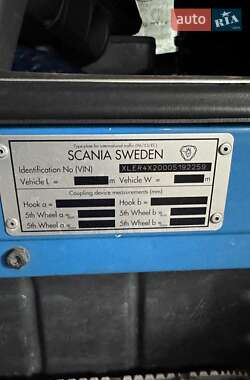 AUTO RIA
Type-plate for international traffic (96/53/EC)
SCANIA SWEDEN
Identification No (VIN) XLER4X20005192259
Vehicle L = m Vehicle W = m
Coupling device measurements (mm)
Hook a = Hook b =
5th Wheel a = 5th Wheel b =
5th Wheel a = 5th Wheel b =